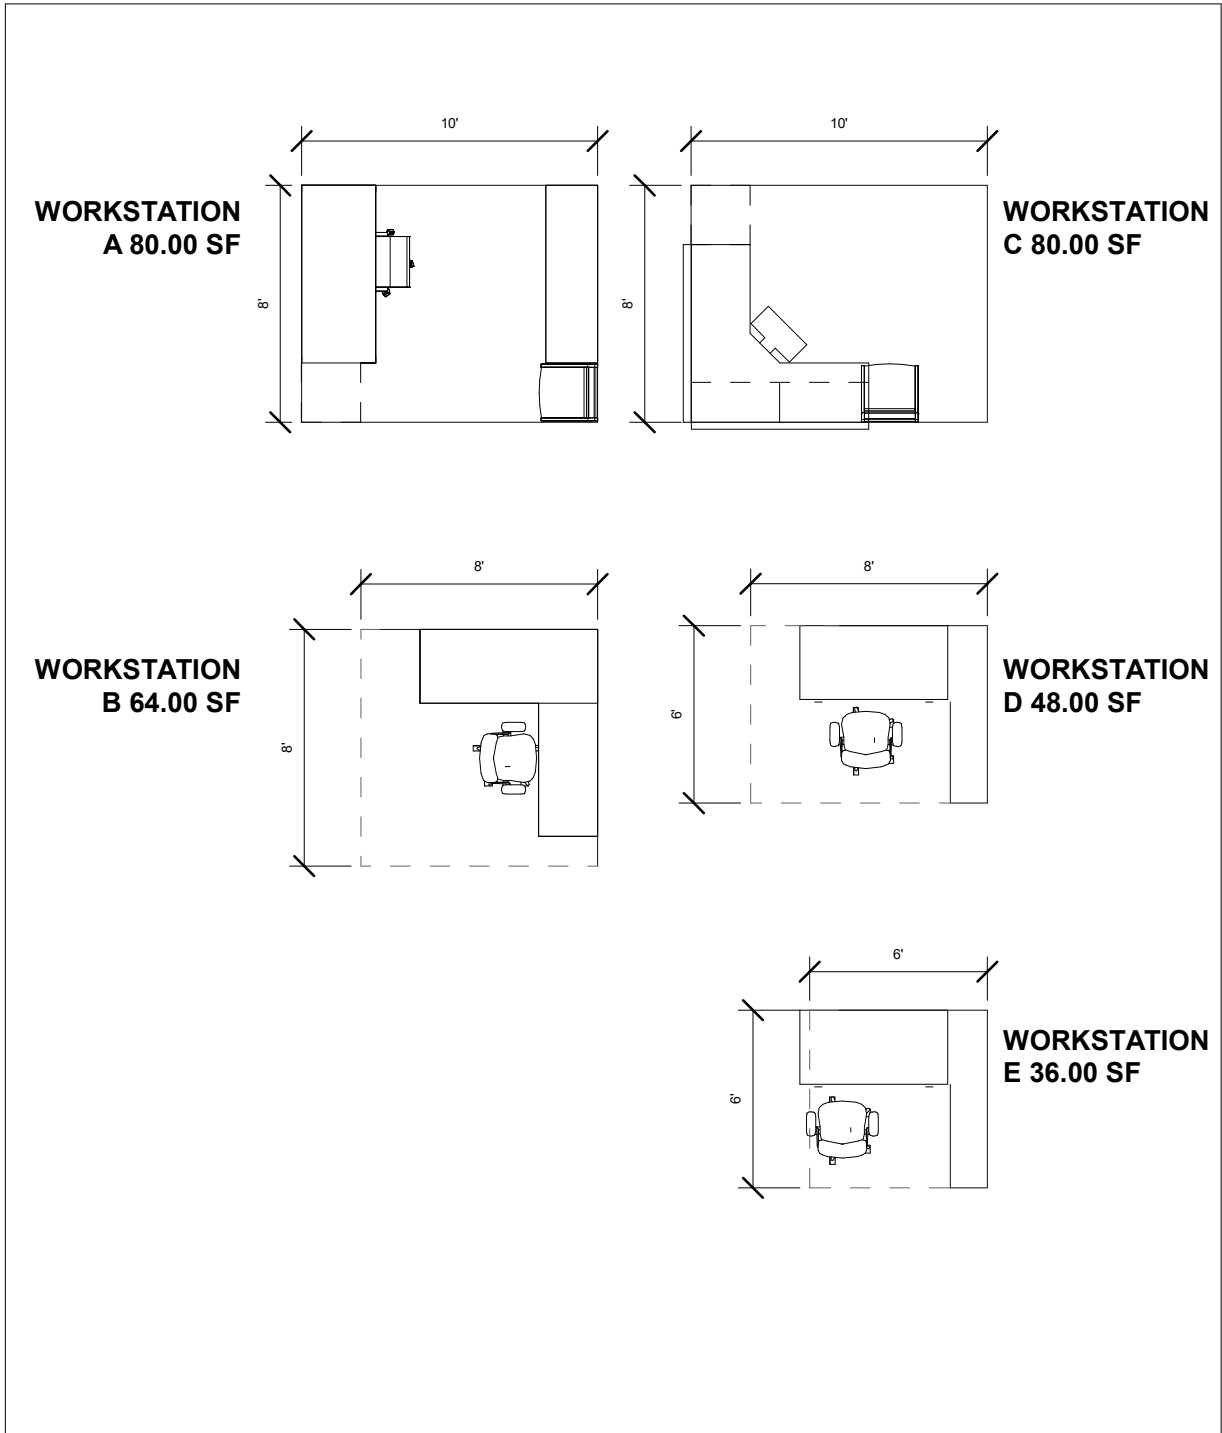 10'
10'
WORKSTATION
A 80.00 SF
8'
8'
WORKSTATION
C 80.00 SF
8'
8'
WORKSTATION
B 64.00 SF
8'
6'
WORKSTATION
D 48.00 SF
6'
6'
WORKSTATION
E 36.00 SF